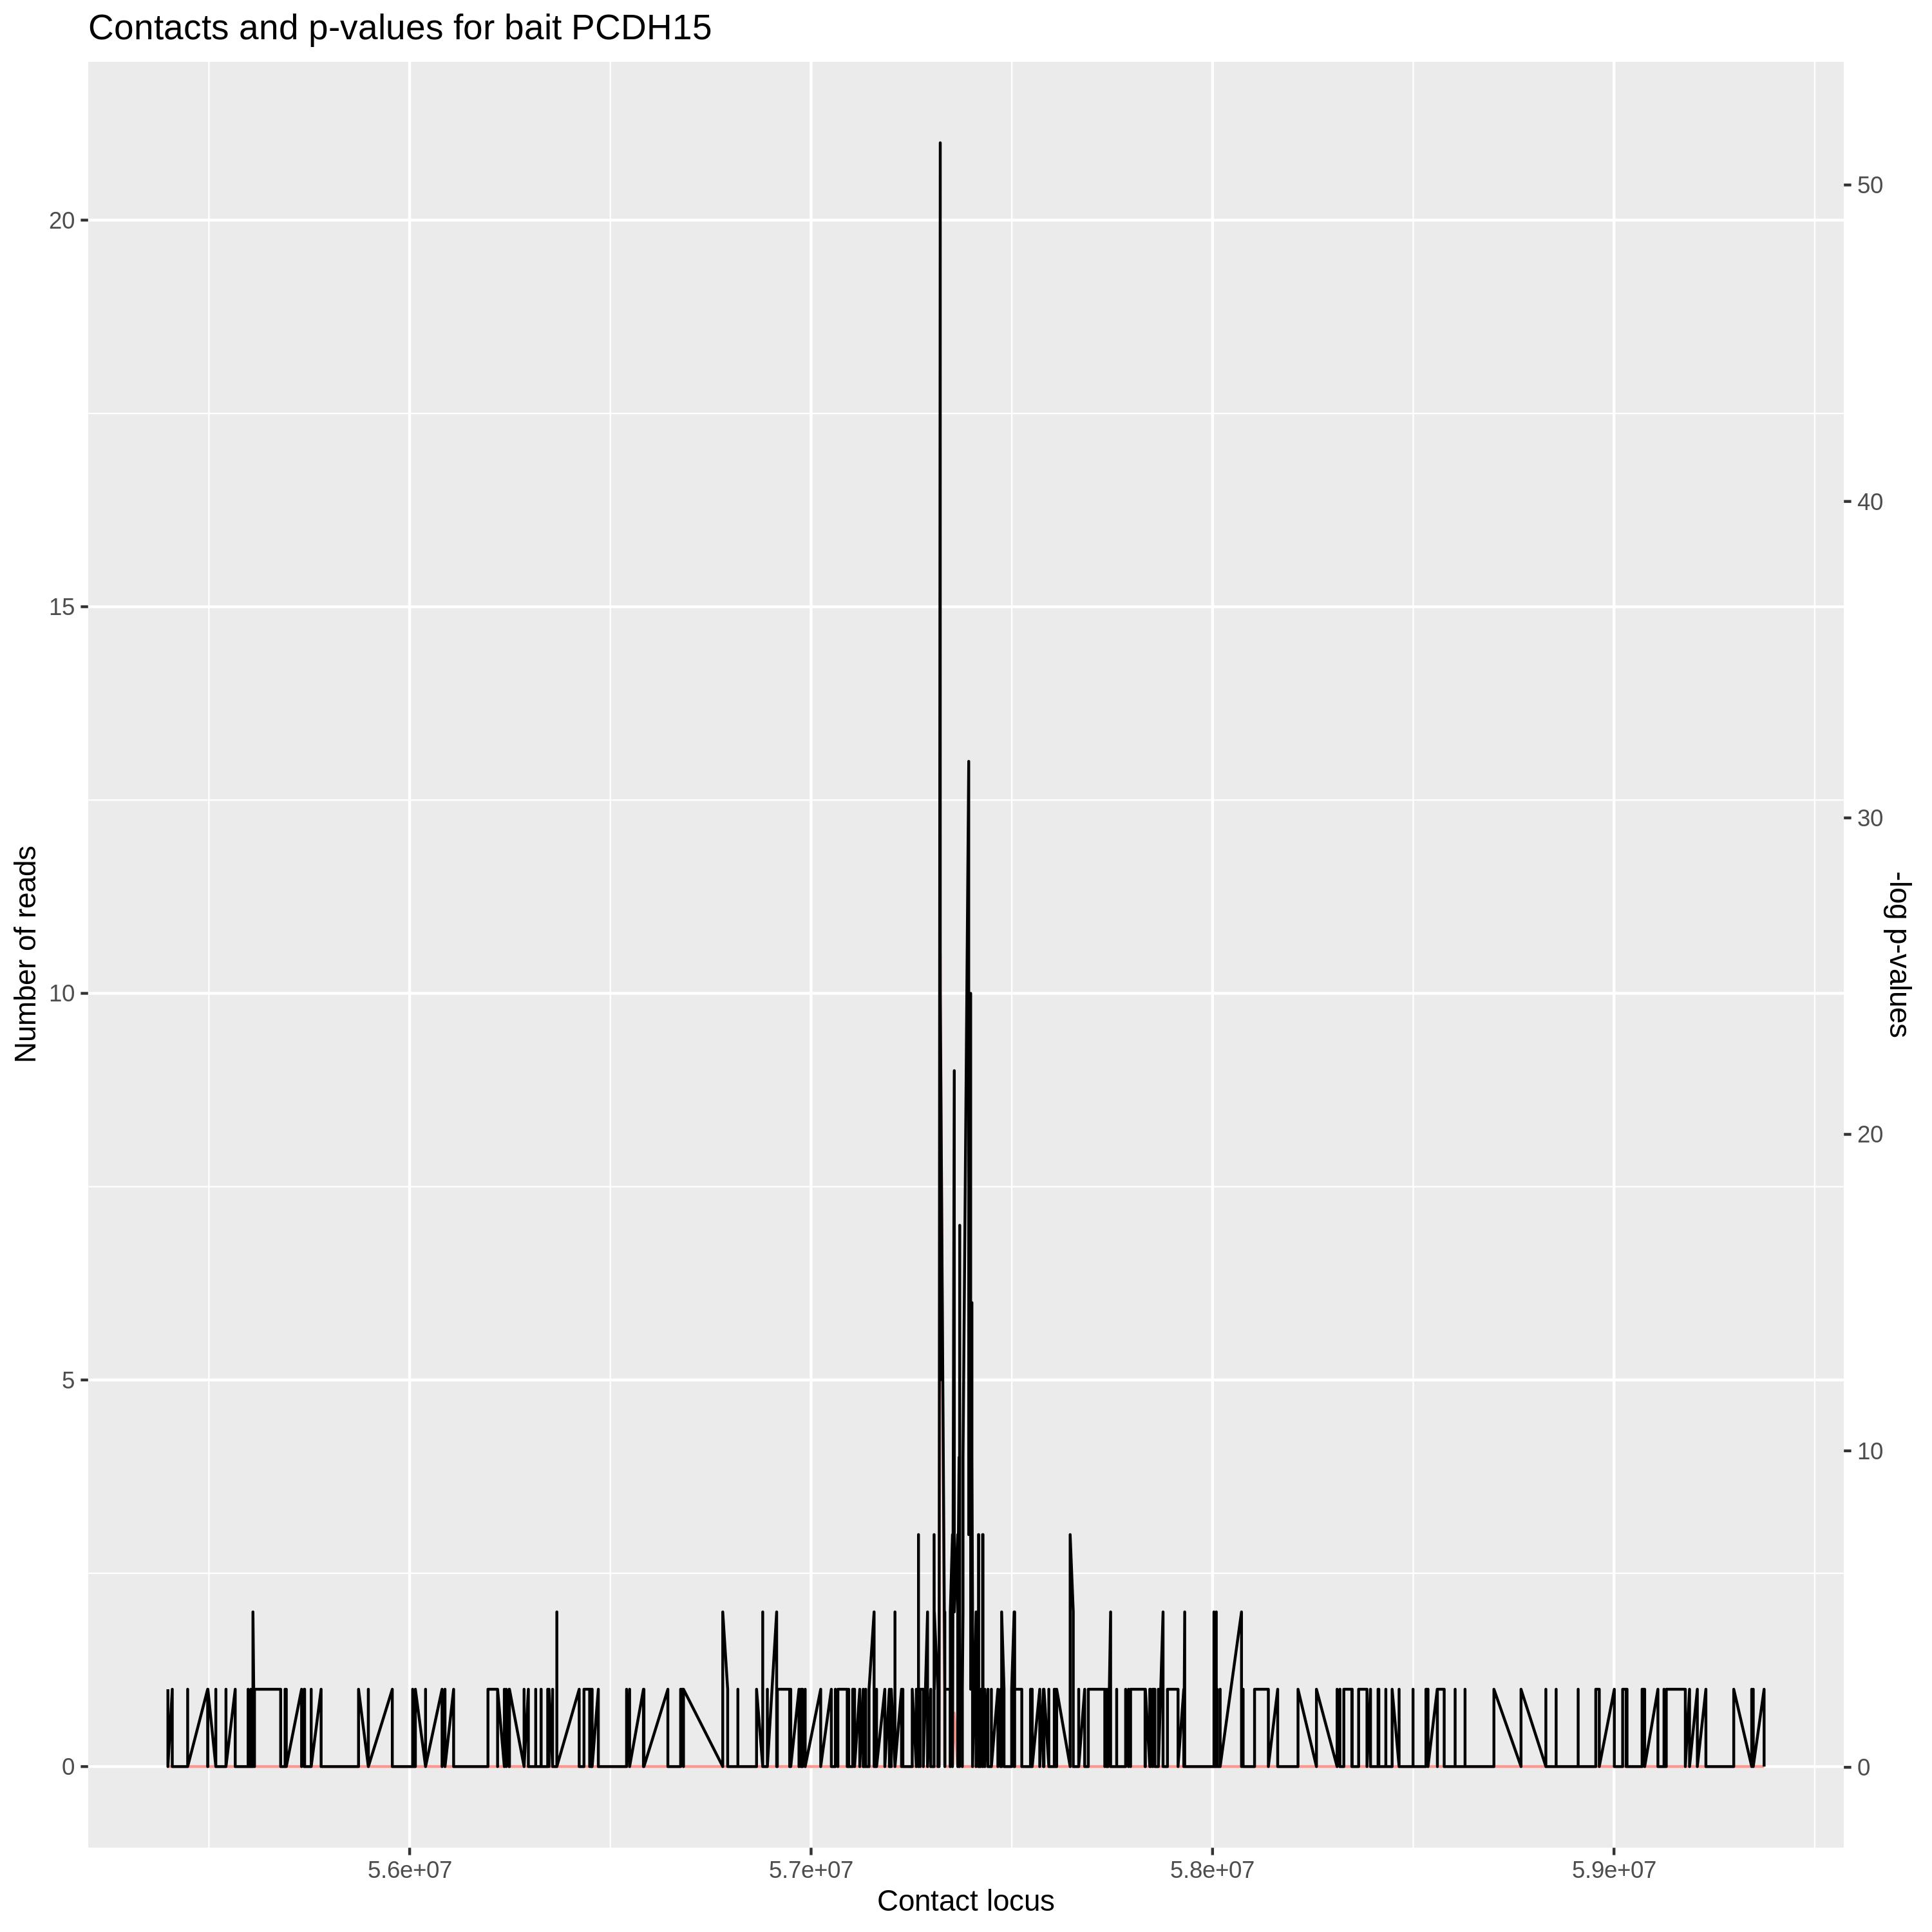 Contacts and p-values for bait PCDH15
20
15
10
5
0
Number of reads
50
40
30
20
10
0
-log p-values
5.6e+07 5.7e+07 5.8e+07 5.9e+07
Contact locus